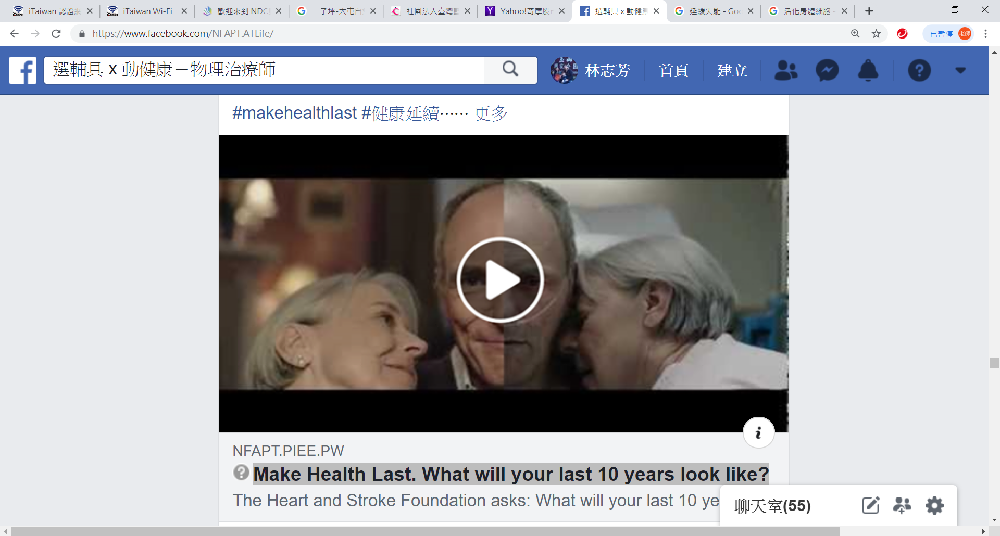 iTaiwan 認證網
iTaiwan Wi-Fi
歡迎來到 NDC
二子坪-大屯自
社團法人臺灣
Yahoo!奇摩股
選輔具 x 動健
延緩失能 - Goo
活化身體細胞 -
https://www.facebook.com/NFAPT.ATLife/
已暫停
老師
選輔具 x 動健康－物理治療師
林志芳
首頁
建立
#makehealthlast #健康延續…… 更多
NFAPT.PIEE.PW
Make Health Last. What will your last 10 years look like?
The Heart and Stroke Foundation asks: What will your last 10 ye
聊天室(55)